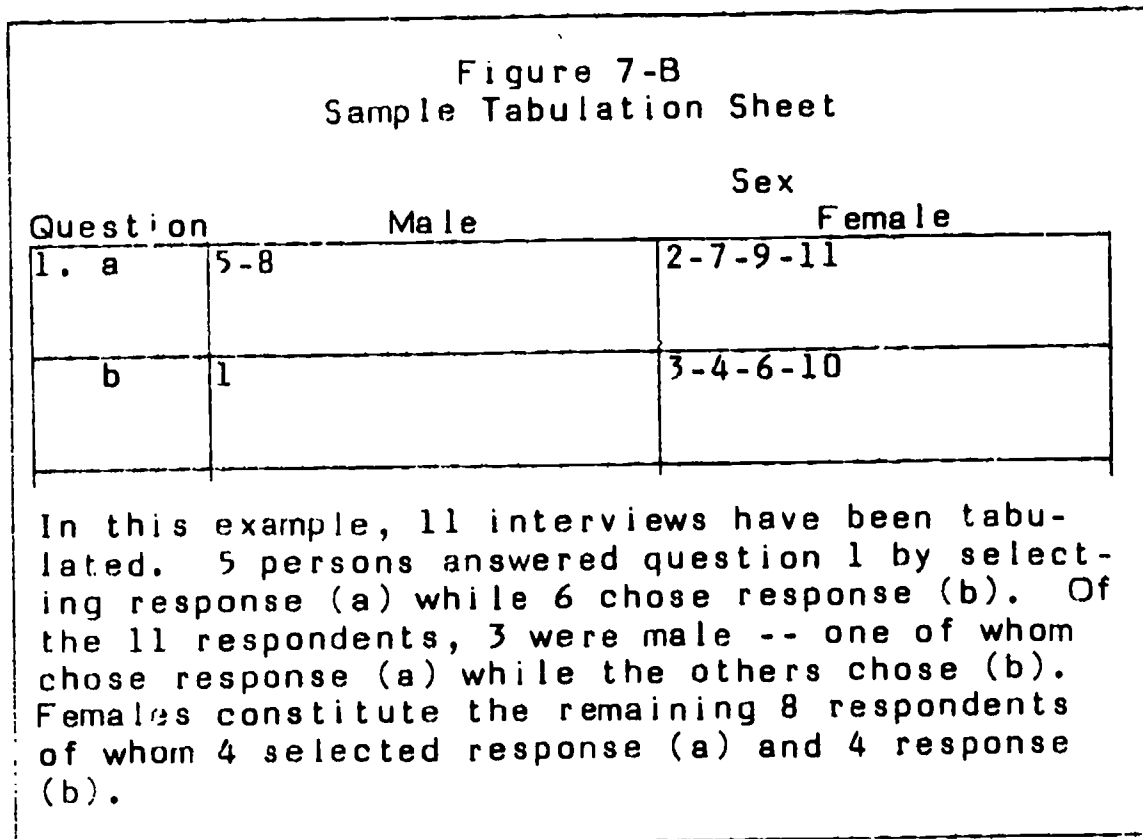 Figure 7-B
Sample Tabulation Sheet
Sex
Question Male Female
1. a 5-8 2-7-9-11
b 1 3-4-6-10
In this example, 11 interviews have been tabu-
lated. 5 persons answered question 1 by select-
ing response (a) while 6 chose response (b). Of
the 11 respondents, 3 were male -- one of whom
chose response (a) while the others chose (b).
Females constitute the remaining 8 respondents
of whom 4 selected response (a) and 4 response
(b).